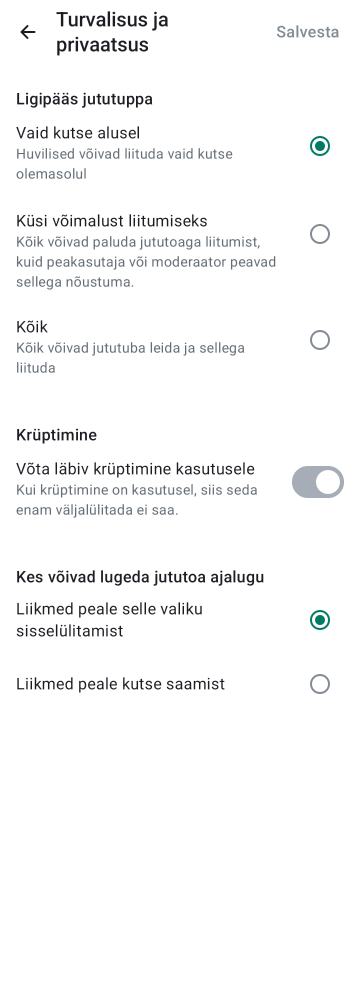 Turvalisus ja
privaatsus
Salvesta
Ligipääs jututuppa
Vaid kutse alusel
Huvilised võivad liituda vaid kutse
olemasolul
Küsi võimalust liitumiseks
Kõik võivad paluda jututoaga liitumist,
kuid peakasutaja või moderaator peavad
sellega nõustuma.
Kõik
Kõik võivad jututuba leida ja sellega
liituda
Krüptimine
Võta läbiv krüptimine kasutusele
Kui krüptimine on kasutusel, siis seda
enam väljalülitada ei saa.
Kes võivad lugeda jututoa ajalugu
Liikmed peale selle valiku
sisselülitamist
Liikmed peale kutse saamist